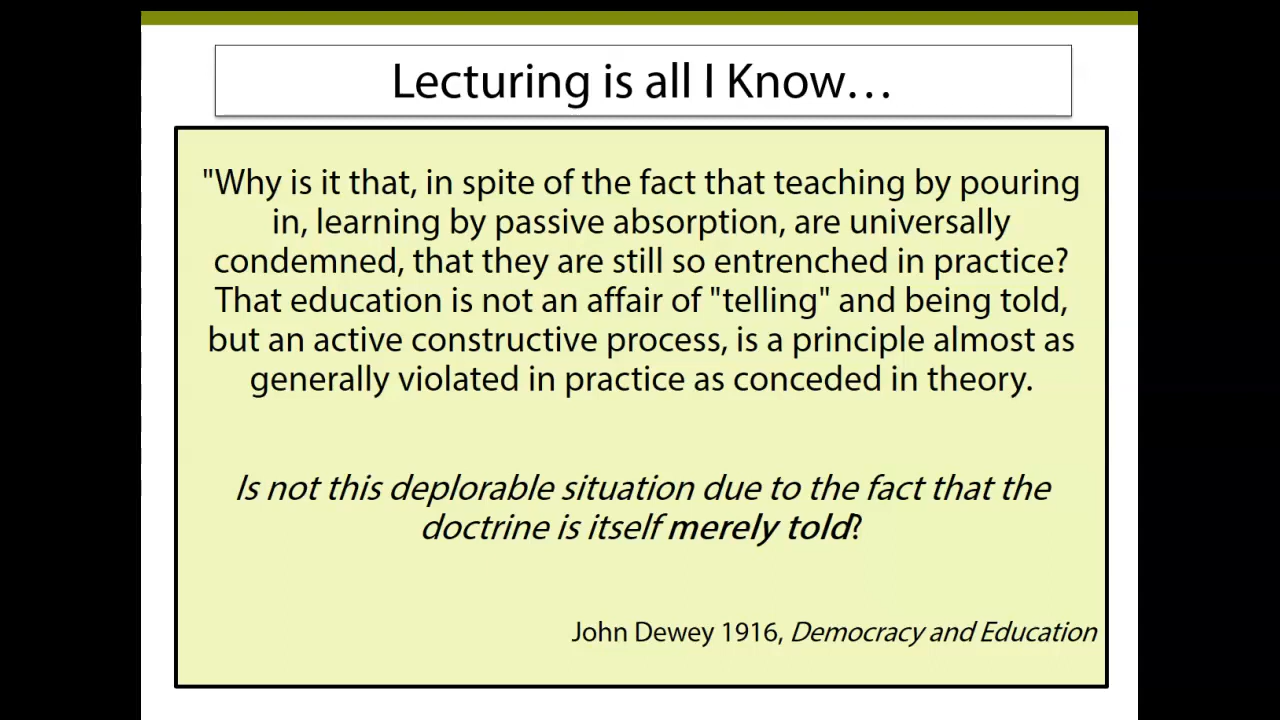 Lecturing is all I Know…
"Why is it that, in spite of the fact that teaching by pouring
in, learning by passive absorption, are universally
condemned, that they are still so entrenched in practice?
That education is not an affair of "telling" and being told,
but an active constructive process, is a principle almost as
generally violated in practice as conceded in theory.
Is not this deplorable situation due to the fact that the
doctrine is itself merely told?
John Dewey 1916, Democracy and Education